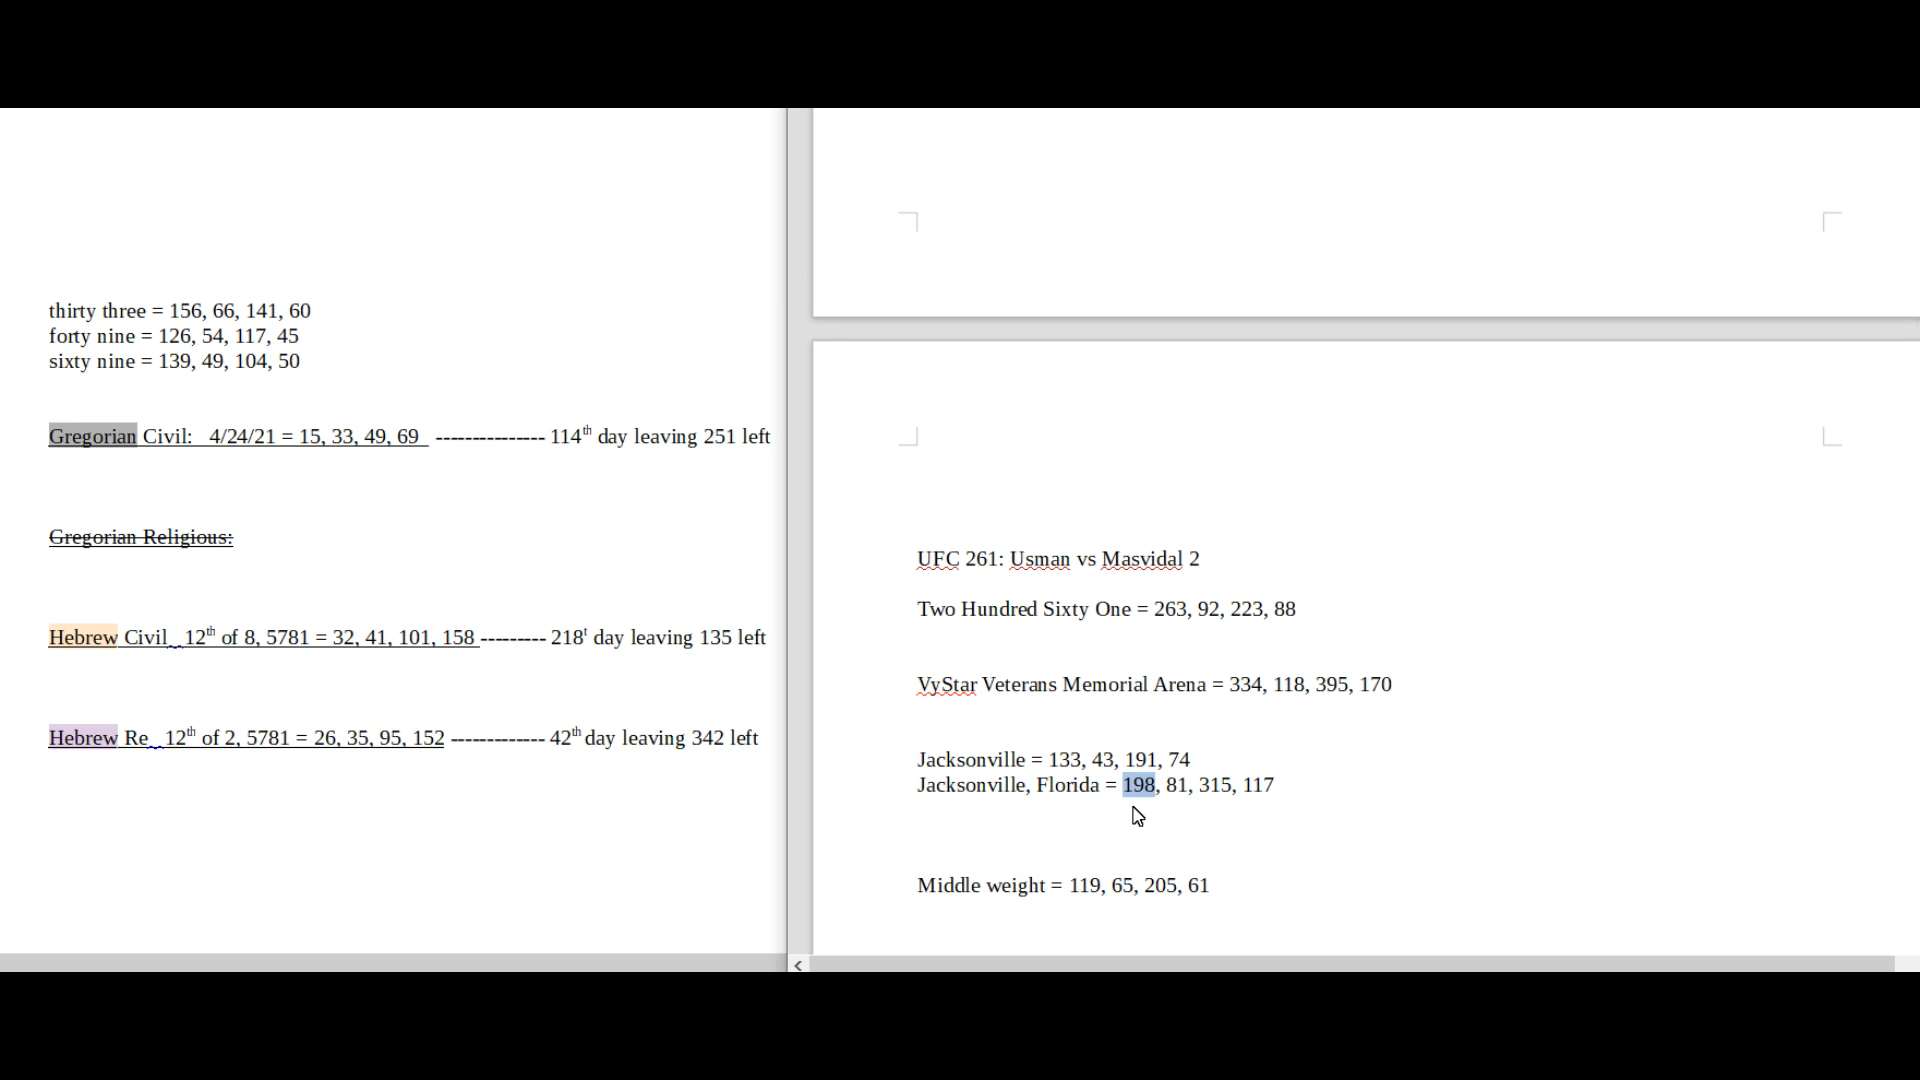 thirty three = 156, 66, 141, 60
forty nine = 126, 54, 117, 45
sixty nine = 139, 49, 104, 50
Gregorian Civil: 4/24/21 = 15, 33, 49, 69 --------------- 114th day leaving 251 left
Gregorian Religious:
Hebrew Civil 12th of 8, 5781 = 32, 41, 101, 158 --------- 218t day leaving 135 left
Hebrew Re 12th of 2, 5781 = 26, 35, 95, 152 ------------- 42th day leaving 342 left
UFC 261: Usman vs Masvidal 2
Two Hundred Sixty One = 263, 92, 223, 88
VyStar Veterans Memorial Arena = 334, 118, 395, 170
Jacksonville = 133, 43, 191, 74
Jacksonville, Florida = 198, 81, 315, 117
Middle weight = 119, 65, 205, 61